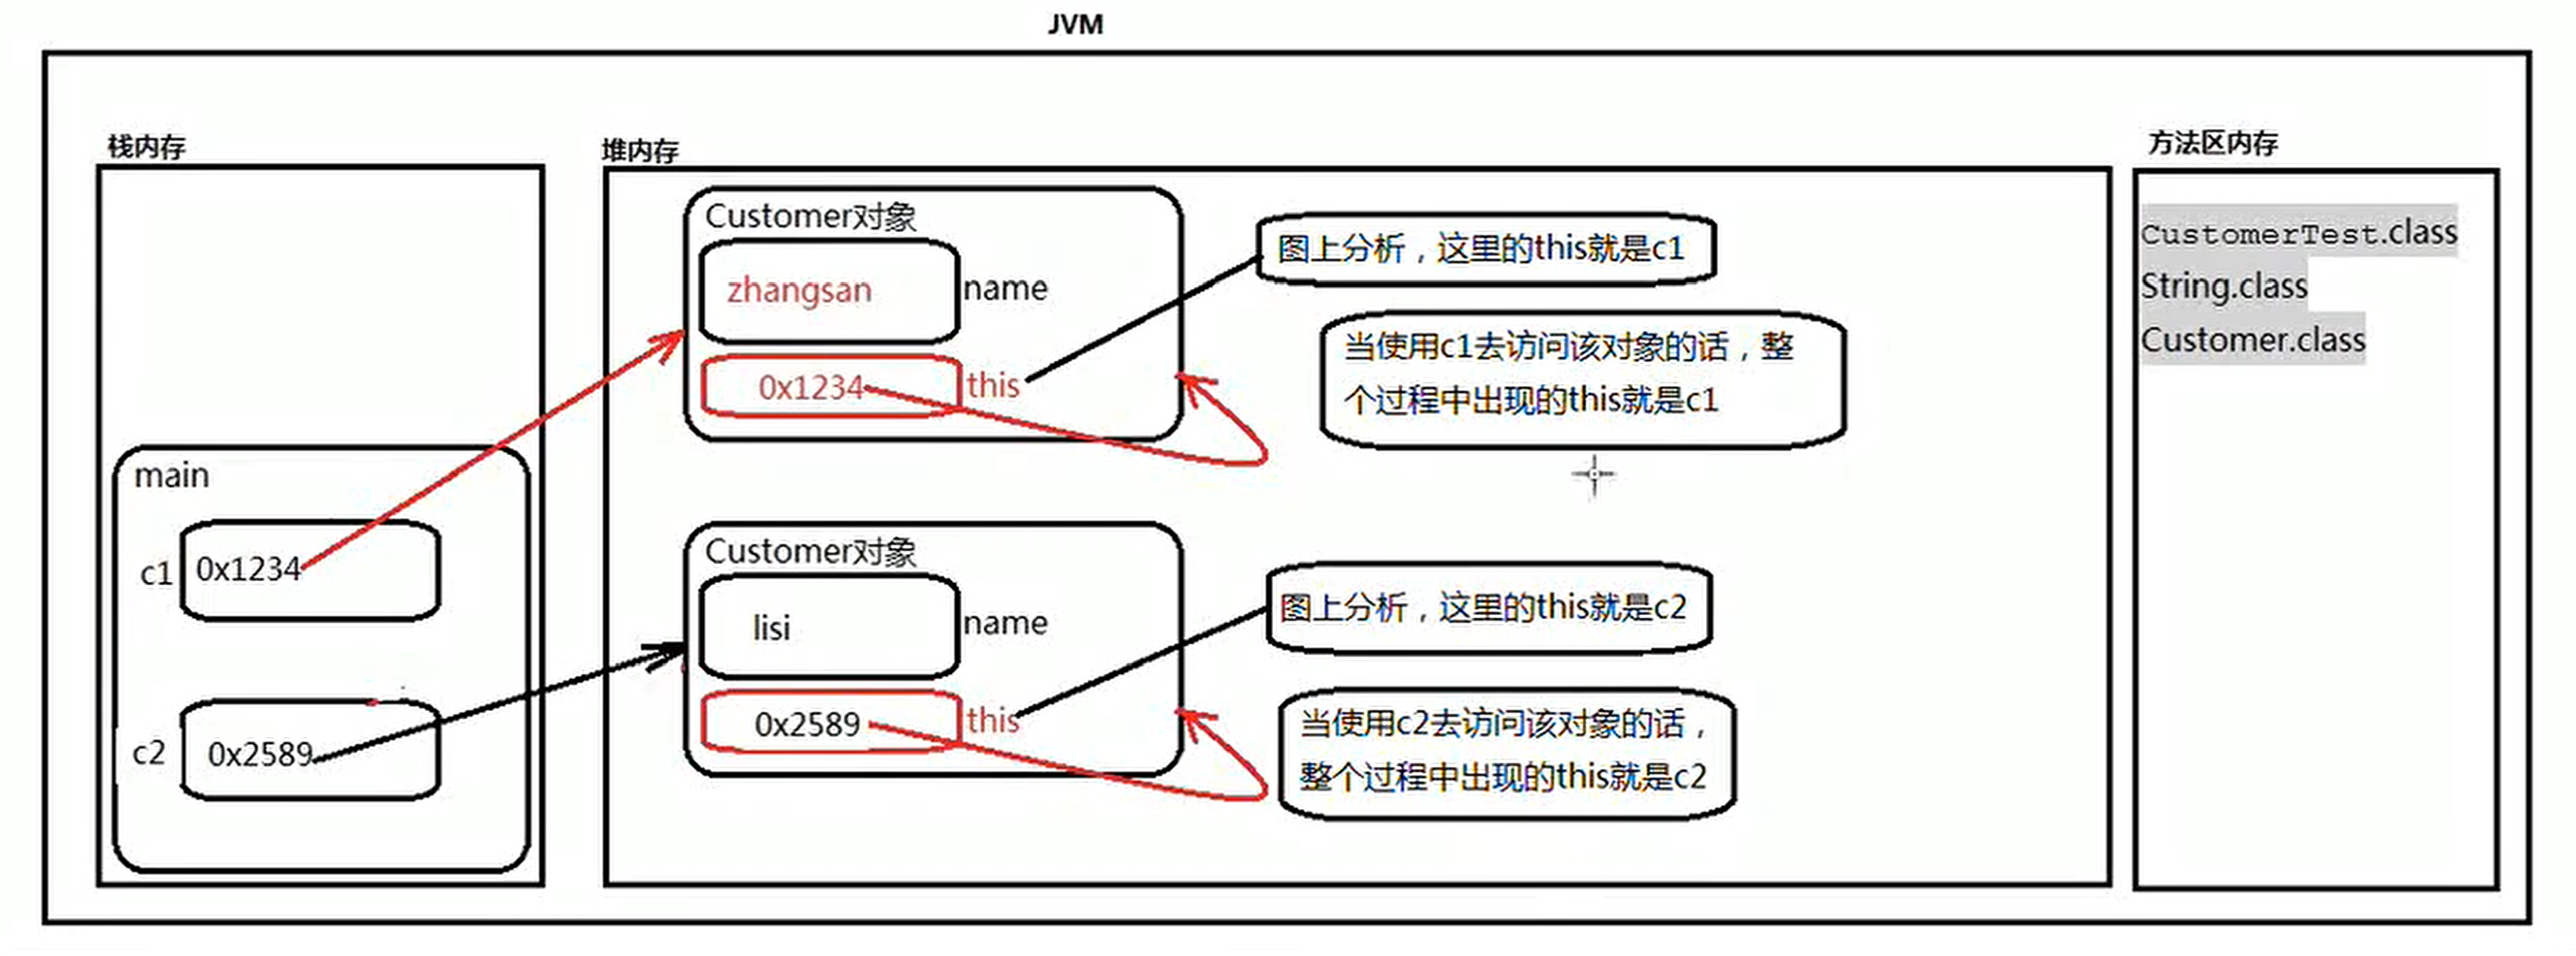 JVM
栈内存
main
c1
0x1234
c2
0x2589
堆内存
Customer对象
zhangsan
name
0x1234
this
图上分析，这里的this就是c1
当使用c1去访问该对象的话，整
个过程中出现的this就是c1
Customer对象
lisi
name
0x2589
this
图上分析，这里的this就是c2
当使用c2去访问该对象的话，
整个过程中出现的this就是c2
方法区内存
CustomerTest.class
String.class
Customer.class